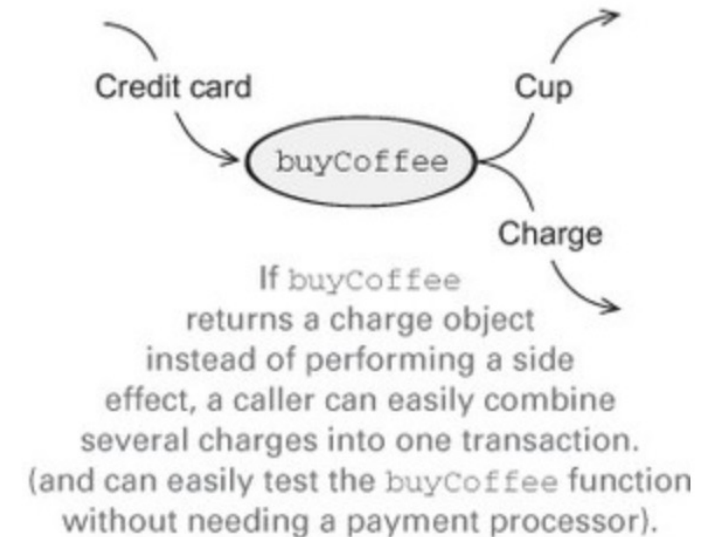 Credit card
Cup
buyCoffee
Charge
If buyCoffee
returns a charge object
instead of performing a side
effect, a caller can easily combine
several charges into one transaction.
(and can easily test the buyCoffee function
without needing a payment processor).